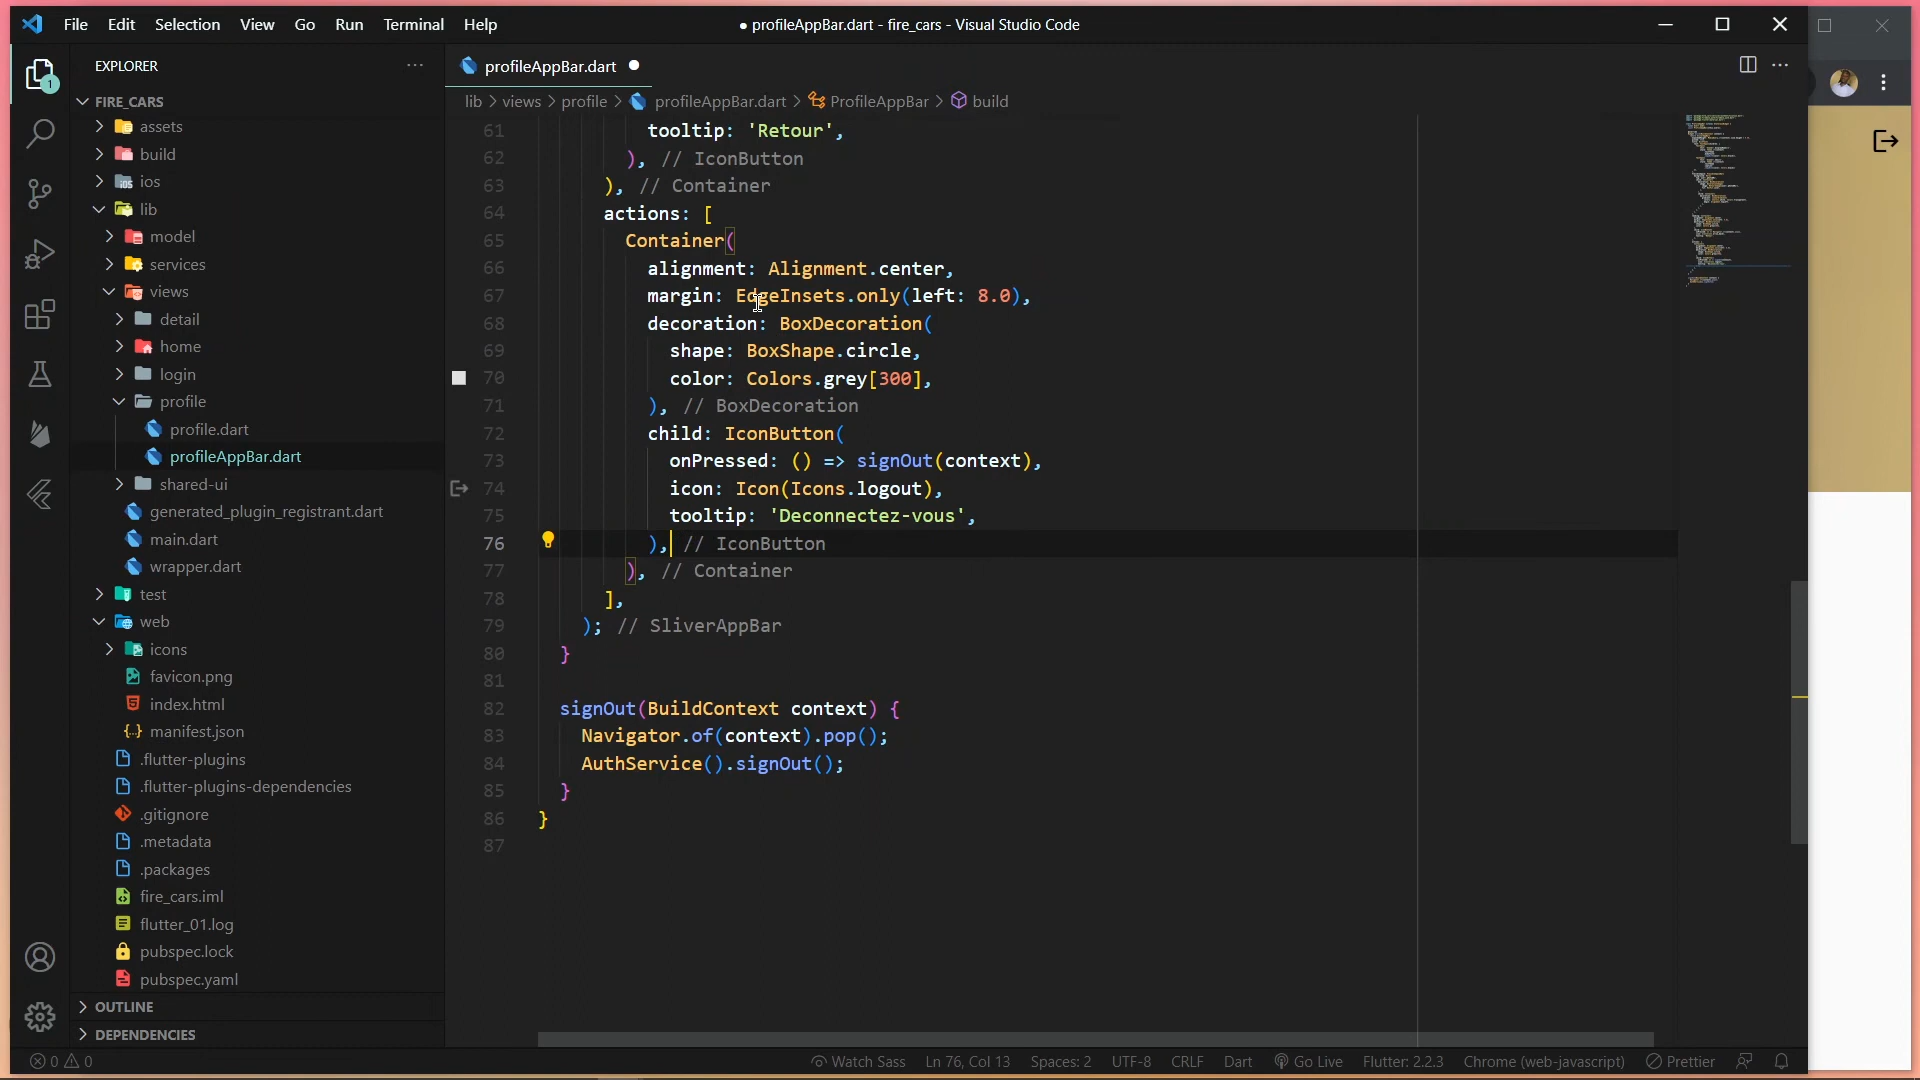 File Edit Selection View Go Run Terminal Help
● profileAppBar.dart - fire_cars - Visual Studio Code
EXPLORER
profileAppBar.dart
FIRE_CARS
lib > views > profile > profileAppBar.dart > ProfileAppBar > build
assets
build
ios
lib
model
services
views
detail
home
login
profile
profile.dart
profileAppBar.dart
shared-ui
generated_plugin_registrant.dart
main.dart
wrapper.dart
test
web
icons
favicon.png
index.html
manifest.json
.flutter-plugins
.flutter-plugins-dependencies
.gitignore
.metadata
.packages
fire_cars.iml
flutter_01.log
pubspec.lock
pubspec.yaml
OUTLINE
DEPENDENCIES
1
61 tooltip: 'Retour',
62 ), // IconButton
63 ), // Container
64 actions: [
65 Container(
66 alignment: Alignment.center,
67 margin: EdgeInsets.only(left: 8.0),
68 decoration: BoxDecoration(
69 shape: BoxShape.circle,
70 color: Colors.grey[300],
71 ), // BoxDecoration
72 child: IconButton(
73 onPressed: () => signOut(context),
74 icon: Icon(Icons.logout),
75 tooltip: 'Deconnectez-vous',
76 ), // IconButton
77 ), // Container
78 ],
79 ); // SliverAppBar
80 }
81
82 signOut(BuildContext context) {
83 Navigator.of(context).pop();
84 AuthService().signOut();
85 }
86 }
87
0 0 Watch Sass Ln 76, Col 13 Spaces: 2 UTF-8 CRLF Dart Go Live Flutter: 2.2.3 Chrome (web-javascript) Prettier